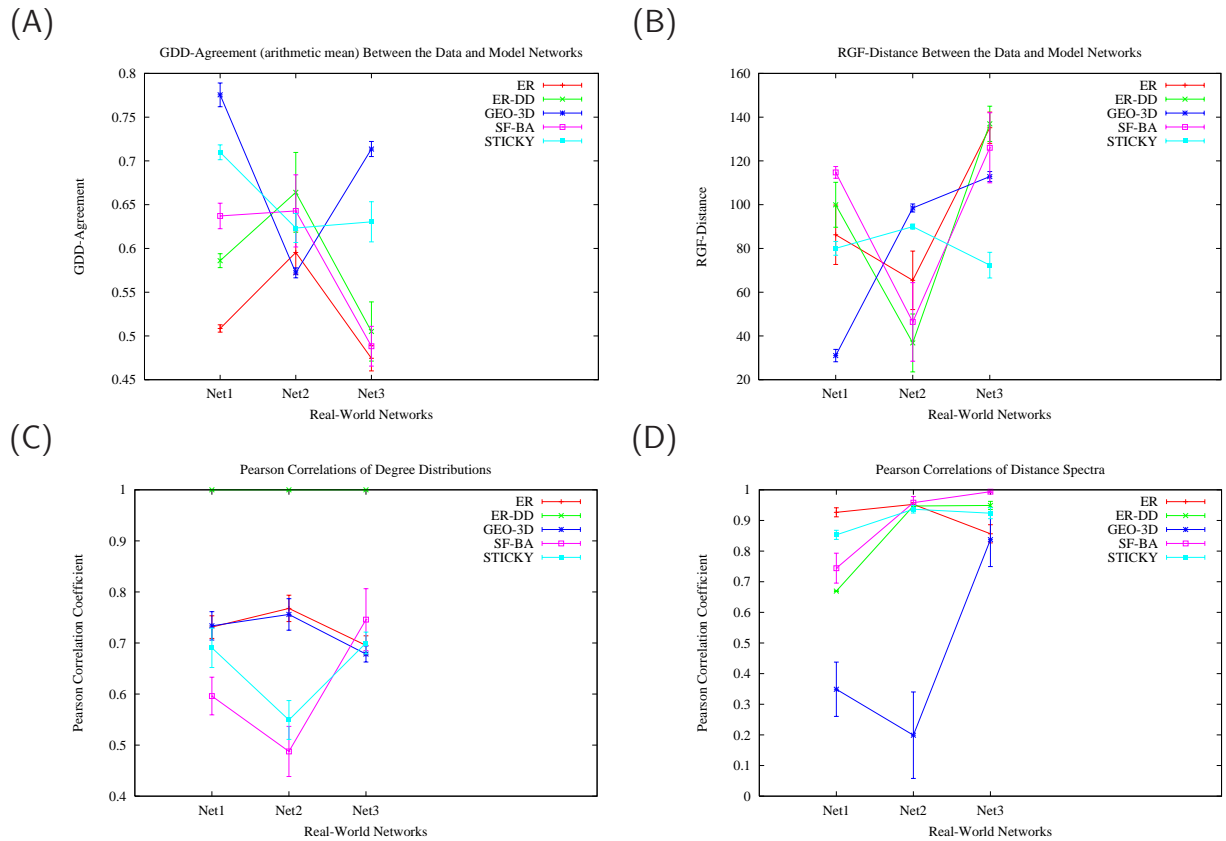 (A)
GDD-Agreement (arithmetic mean) Between the Data and Model Networks
GDD-Agreement
0.8
0.75
0.7
0.65
0.6
0.55
0.5
0.45
ER
ER-DD
GEO-3D
SF-BA
STICKY
Net1 Net2 Net3
Real-World Networks
(B)
RGF-Distance Between the Data and Model Networks
RGF-Distance
160
140
120
100
80
60
40
20
ER
ER-DD
GEO-3D
SF-BA
STICKY
Net1 Net2 Net3
Real-World Networks
(C)
Pearson Correlations of Degree Distributions
Pearson Correlation Coefficient
1
0.9
0.8
0.7
0.6
0.5
0.4
ER
ER-DD
GEO-3D
SF-BA
STICKY
Net1 Net2 Net3
Real-World Networks
(D)
Pearson Correlations of Distance Spectra
Pearson Correlation Coefficient
1
0.9
0.8
0.7
0.6
0.5
0.4
0.3
0.2
0.1
0
ER
ER-DD
GEO-3D
SF-BA
STICKY
Net1 Net2 Net3
Real-World Networks